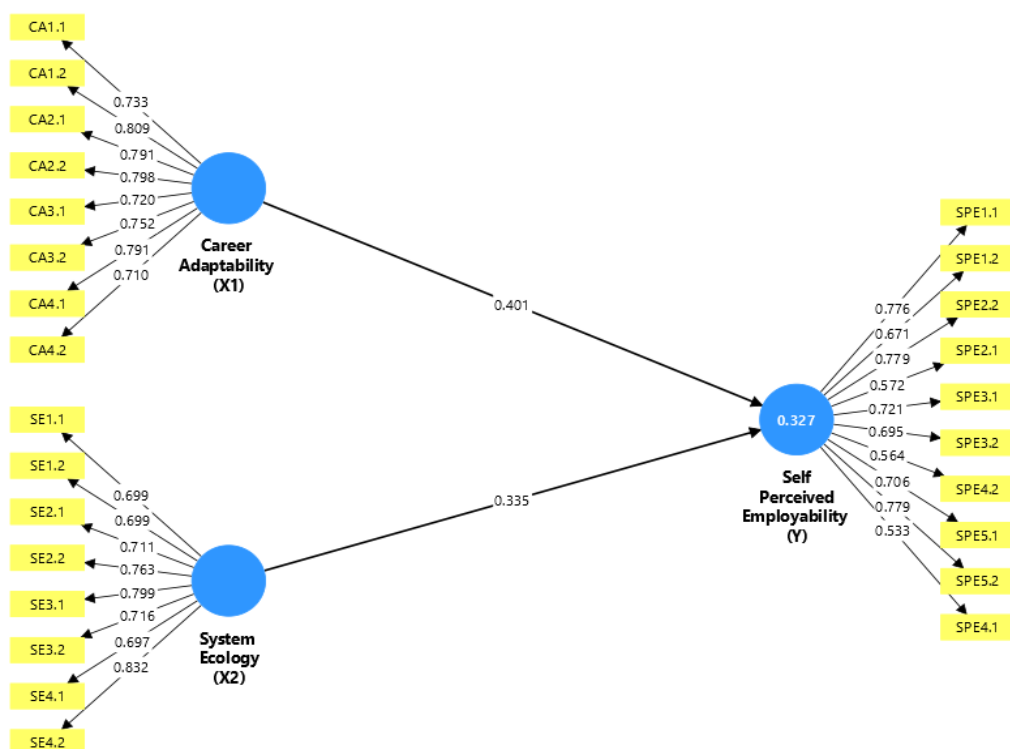 CA1.1
CA1.2
CA2.1
CA2.2
CA3.1
CA3.2
CA4.1
CA4.2
0.733
0.809
0.791
0.798
0.720
0.752
0.791
0.710
Career
Adaptability
(X1)
0.401
SE1.1
SE1.2
SE2.1
SE2.2
SE3.1
SE3.2
SE4.1
SE4.2
0.699
0.699
0.711
0.763
0.799
0.716
0.697
0.832
System
Ecology
(X2)
0.335
0.327
Self
Perceived
Employability
(Y)
0.776
0.671
0.779
0.572
0.721
0.695
0.564
0.706
0.779
0.533
SPE1.1
SPE1.2
SPE2.2
SPE2.1
SPE3.1
SPE3.2
SPE4.2
SPE5.1
SPE5.2
SPE4.1